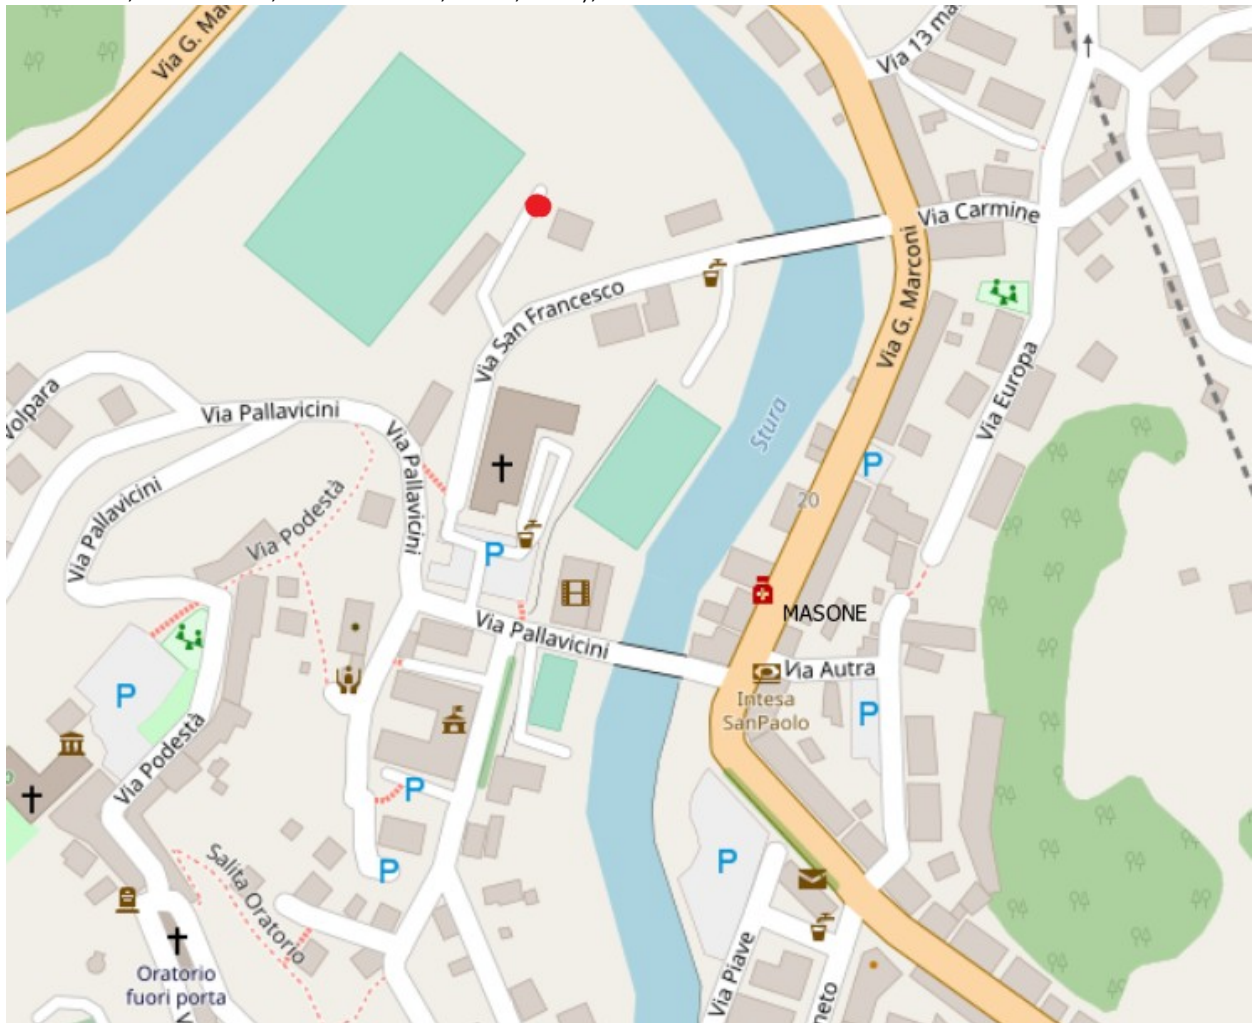 Via G. Mar
Via 13 ma
Via Carmine
Via G. Marconi
Via San Francesco
Volpara
Via Pallavicini
Via Pallavicini
Via Pallavicini
Via Europa
Stura
P
20
Via Podestà
P
MASONE
Via Pallavicini
Via Autra
P
Intesa
SanPaolo
P
Via Podestà
P
P
P
Salita Oratorio
Oratorio
fuori porta
Via Piave
neto
V